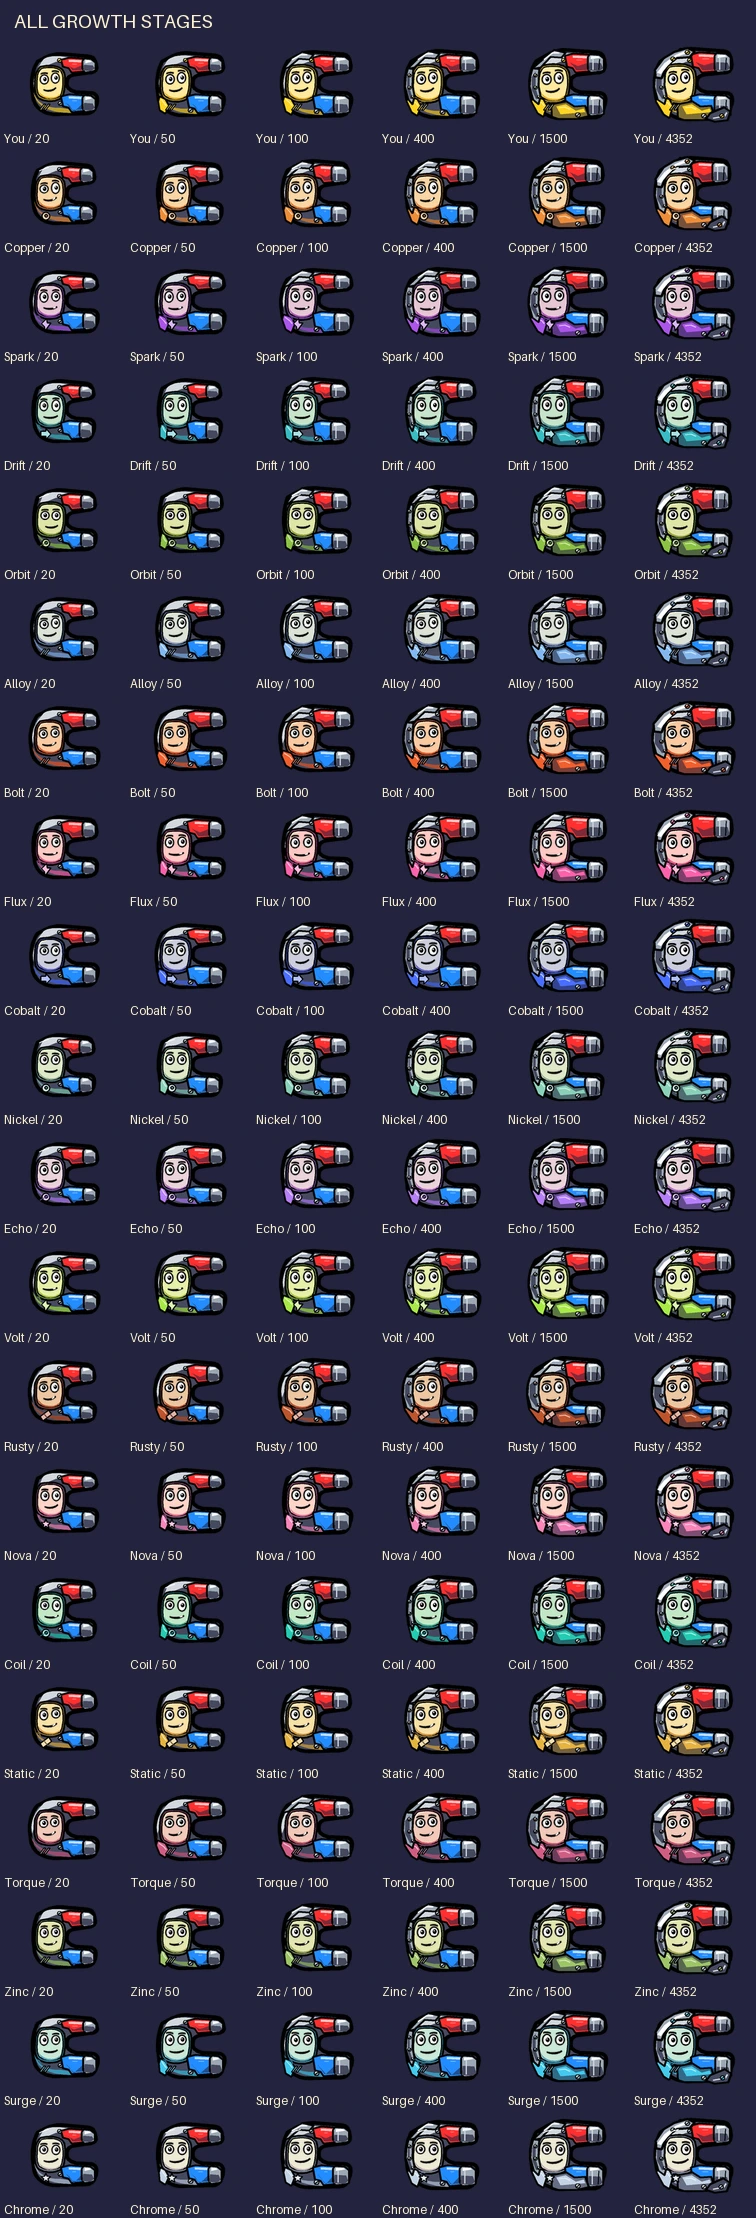 ALL GROWTH STAGES
You / 20 You / 50 You / 100 You / 400 You / 1500 You / 4352
Copper / 20 Copper / 50 Copper / 100 Copper / 400 Copper / 1500 Copper / 4352
Spark / 20 Spark / 50 Spark / 100 Spark / 400 Spark / 1500 Spark / 4352
Drift / 20 Drift / 50 Drift / 100 Drift / 400 Drift / 1500 Drift / 4352
Orbit / 20 Orbit / 50 Orbit / 100 Orbit / 400 Orbit / 1500 Orbit / 4352
Alloy / 20 Alloy / 50 Alloy / 100 Alloy / 400 Alloy / 1500 Alloy / 4352
Bolt / 20 Bolt / 50 Bolt / 100 Bolt / 400 Bolt / 1500 Bolt / 4352
Flux / 20 Flux / 50 Flux / 100 Flux / 400 Flux / 1500 Flux / 4352
Cobalt / 20 Cobalt / 50 Cobalt / 100 Cobalt / 400 Cobalt / 1500 Cobalt / 4352
Nickel / 20 Nickel / 50 Nickel / 100 Nickel / 400 Nickel / 1500 Nickel / 4352
Echo / 20 Echo / 50 Echo / 100 Echo / 400 Echo / 1500 Echo / 4352
Volt / 20 Volt / 50 Volt / 100 Volt / 400 Volt / 1500 Volt / 4352
Rusty / 20 Rusty / 50 Rusty / 100 Rusty / 400 Rusty / 1500 Rusty / 4352
Nova / 20 Nova / 50 Nova / 100 Nova / 400 Nova / 1500 Nova / 4352
Coil / 20 Coil / 50 Coil / 100 Coil / 400 Coil / 1500 Coil / 4352
Static / 20 Static / 50 Static / 100 Static / 400 Static / 1500 Static / 4352
Torque / 20 Torque / 50 Torque / 100 Torque / 400 Torque / 1500 Torque / 4352
Zinc / 20 Zinc / 50 Zinc / 100 Zinc / 400 Zinc / 1500 Zinc / 4352
Surge / 20 Surge / 50 Surge / 100 Surge / 400 Surge / 1500 Surge / 4352
Chrome / 20 Chrome / 50 Chrome / 100 Chrome / 400 Chrome / 1500 Chrome / 4352